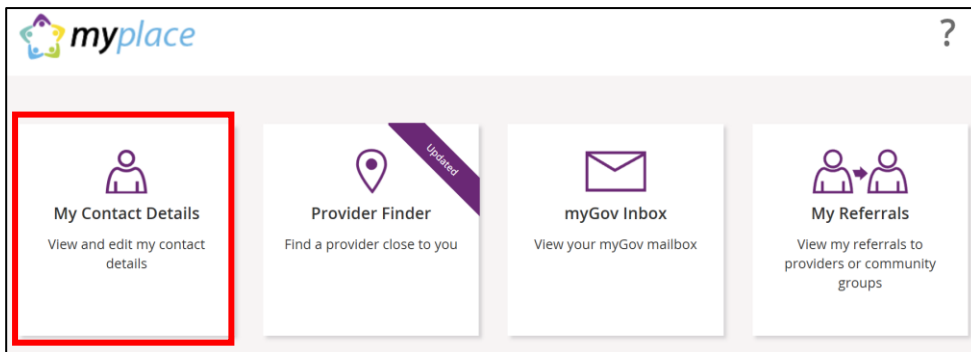 myplace
?
My Contact Details
View and edit my contact
details
Updated
Provider Finder
Find a provider close to you
myGov Inbox
View your myGov mailbox
My Referrals
View my referrals to
providers or community
groups